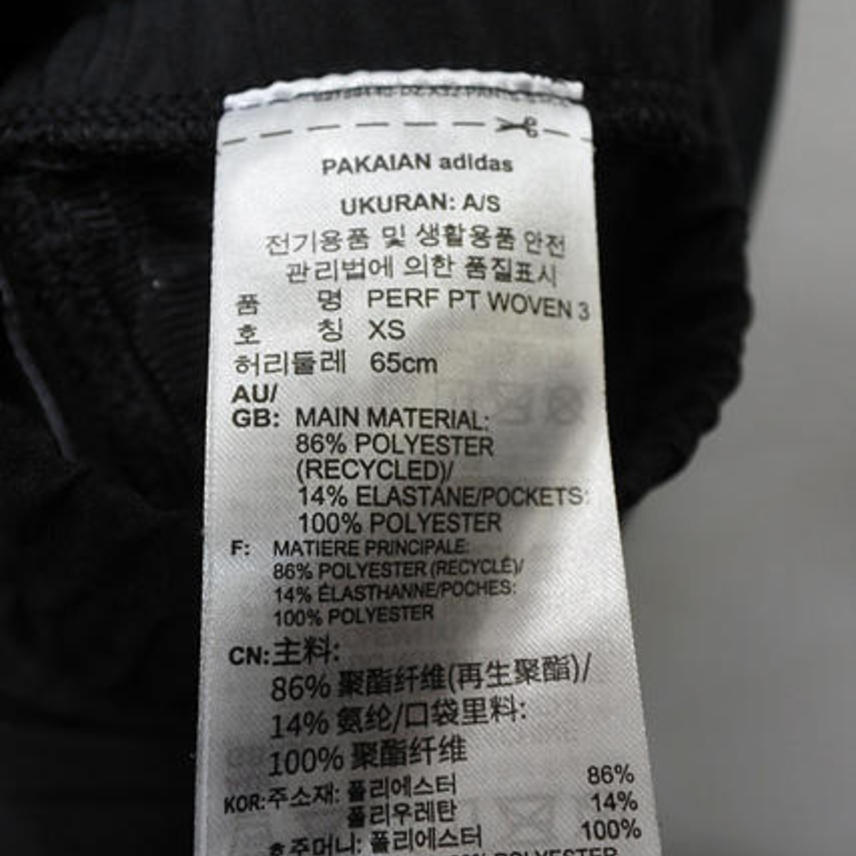 PAKAIAN adidas
UKURAN: A/S
전기용품 및 생활용품 안전
관리법에 의한 품질표시
품 명 PERF PT WOVEN 3
호 칭 XS
허리둘레 65cm
AU/
GB: MAIN MATERIAL:
86% POLYESTER
(RECYCLED)/
14% ELASTANE/POCKETS:
100% POLYESTER
F: MATIERE PRINCIPALE:
86% POLYESTER (RECYCLÉ)/
14% ÉLASTHANNE/POCHES:
100% POLYESTER
CN:主料:
86% 聚酯纤维(再生聚酯)/
14% 氨纶/口袋里料:
100% 聚酯纤维
KOR:주소재: 폴리에스터 86%
폴리우레탄 14%
호주머니: 폴리에스터 100%
POLYESTER